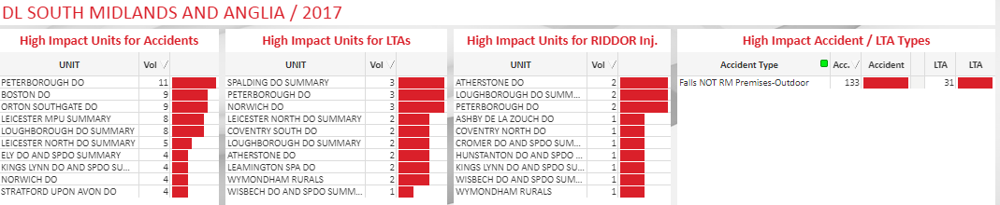 DL SOUTH MIDLANDS AND ANGLIA / 2017
High Impact Units for Accidents
UNIT Vol /
PETERBOROUGH DO 11
BOSTON DO 9
ORTON SOUTHGATE DO 9
LEICESTER MPU SUMMARY 8
LOUGHBOROUGH SUMMARY 8
LEICESTER NORTH DO SUMMARY 5
ELY DO AND SPDO SUMMARY 4
KINGS LYNN DO AND SPDO SU... 4
NORWICH DO 4
STRATFORD UPON AVON DO 4
High Impact Units for LTAs
UNIT Vol /
SPALDING DO SUMMARY 3
PETERBOROUGH DO 3
NORWICH DO 3
LEICESTER NORTH DO SUMMARY 2
COVENTRY SOUTH DO 2
LOUGHBOROUGH DO SUMMARY 2
ATHERSTONE DO 2
LEAMINGTON SPA DO 2
WYMONDHAM RURALS 2
WISBECH DO AND SPDO SUMM... 1
High Impact Units for RIDDOR Inj.
UNIT Vol /
ATHERSTONE DO 2
LOUGHBOROUGH DO SUMM... 2
PETERBOROUGH DO 2
ASHBY DE LA ZOUCH DO 1
COVENTRY NORTH DO 1
CROMER DO AND SPDO SUM... 1
HUNSTANTON DO AND SPDO... 1
KINGS LYNN DO AND SPDO S... 1
WISBECH DO AND SPDO SUM... 1
WYMONDHAM RURALS 1
High Impact Accident / LTA Types
Accident Type Acc. / Accident LTA LTA
Falls NOT RM Premises-Outdoor 133 31